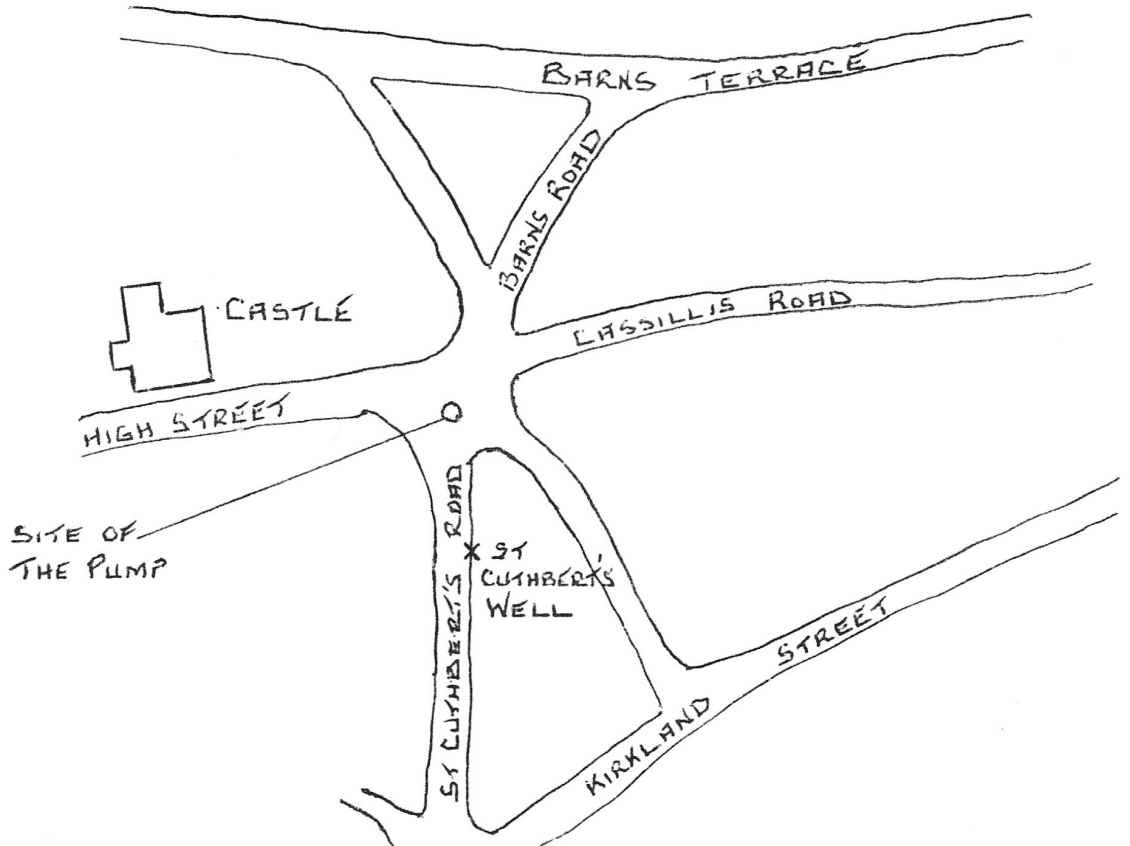 BARNS TERRACE
BARNS ROAD
CASTLE
CASSILLIS ROAD
HIGH STREET
SITE OF
THE PUMP
ST CUTHBERT'S ROAD
ST
CUTHBERT'S
WELL
KIRKLAND STREET